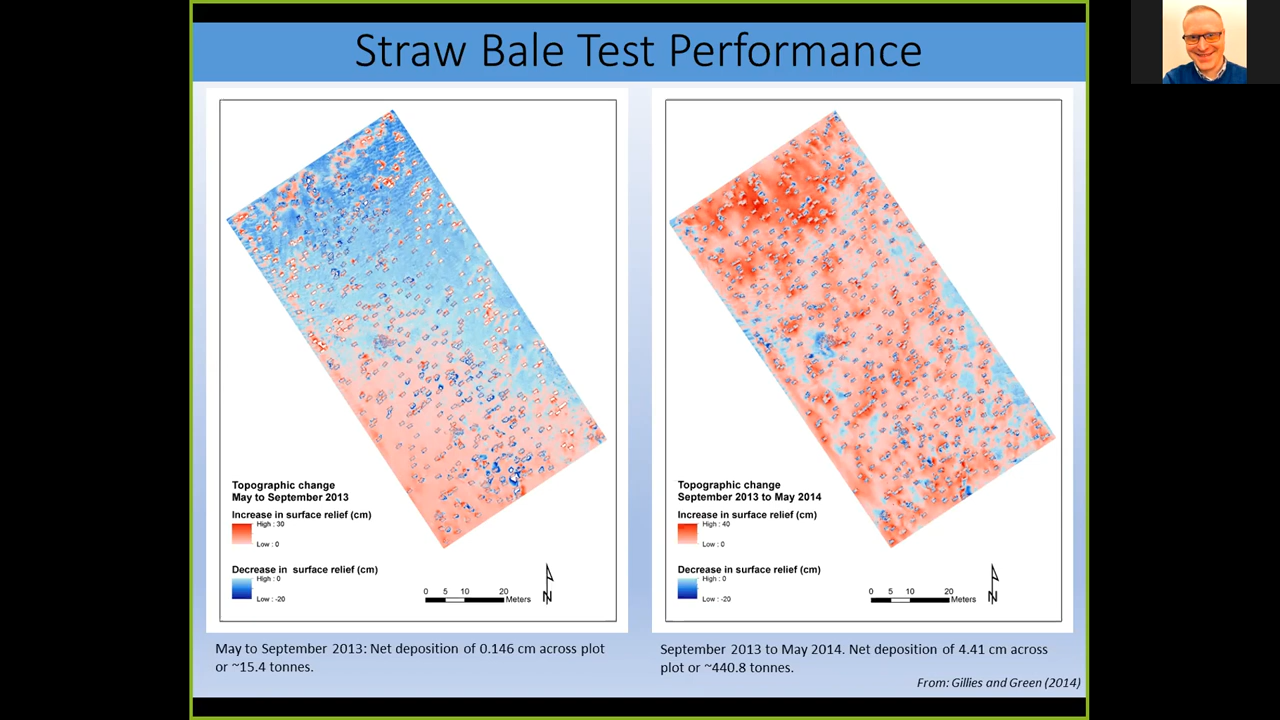 Straw Bale Test Performance
Topographic change
May to September 2013
Increase in surface relief (cm)
High : 30
Low : 0
Decrease in  surface relief (cm)
High : 0
Low : -20
0 5 10 20
Meters
N
May to September 2013: Net deposition of 0.146 cm across plot
or ~15.4 tonnes.
Topographic change
September 2013 to May 2014
Increase in surface relief (cm)
High : 40
Low : 0
Decrease in surface relief (cm)
High : 0
Low : -20
0 5 10 20
Meters
N
September 2013 to May 2014. Net deposition of 4.41 cm across
plot or ~440.8 tonnes.
From: Gillies and Green (2014)